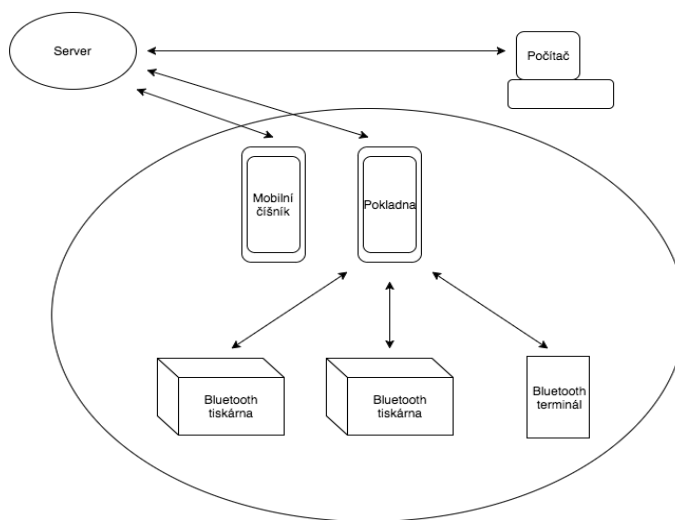 Server
Počítač
Mobilní
číšník
Pokladna
Bluetooth
tiskárna
Bluetooth
tiskárna
Bluetooth
terminál